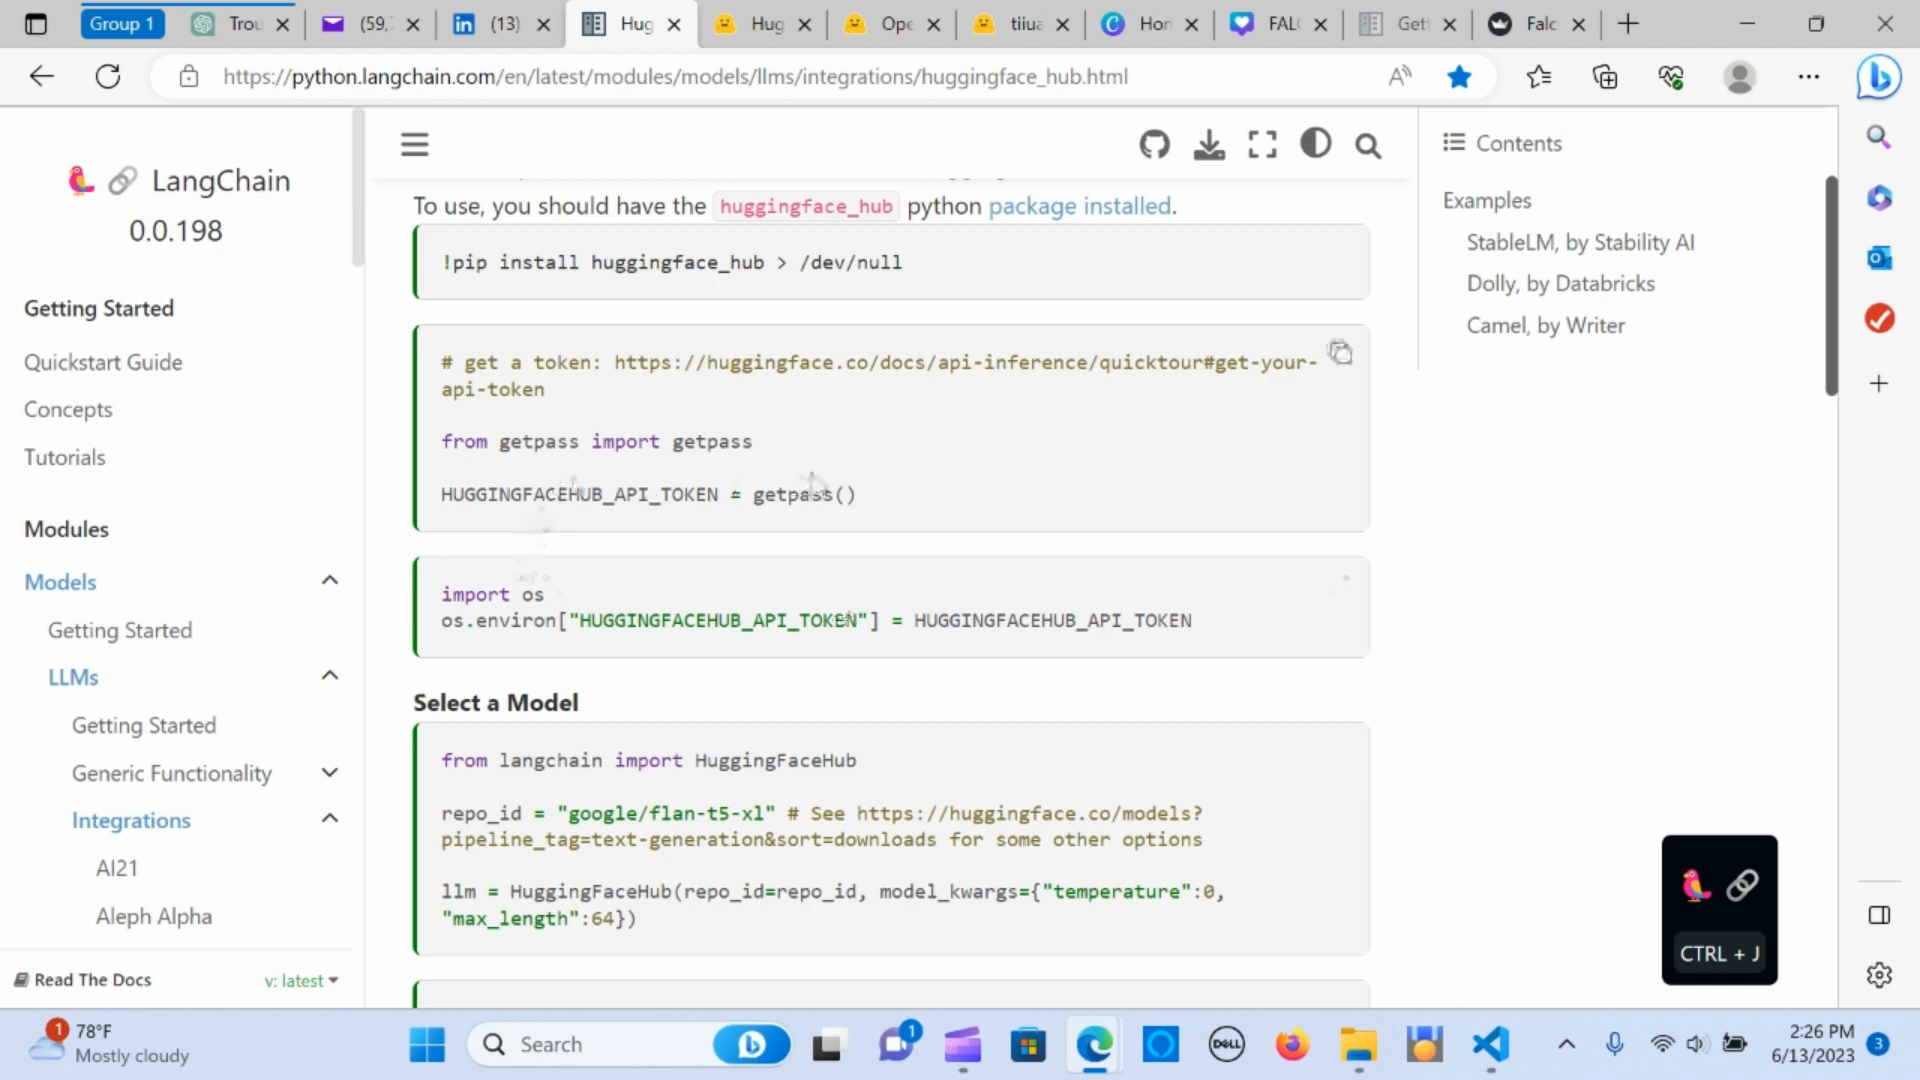 Group 1
Trou
(59,
(13)
Hug
Hug
Ope
tiiua
Hon
FAL
Gett
Falc
https://python.langchain.com/en/latest/modules/models/llms/integrations/huggingface_hub.html
LangChain
0.0.198
Getting Started
Quickstart Guide
Concepts
Tutorials
Modules
Models
Getting Started
LLMs
Getting Started
Generic Functionality
Integrations
AI21
Aleph Alpha
Read The Docs
v: latest
To use, you should have the huggingface_hub python package installed.
!pip install huggingface_hub > /dev/null
# get a token: https://huggingface.co/docs/api-inference/quicktour#get-your-
api-token
from getpass import getpass
HUGGINGFACEHUB_API_TOKEN = getpass()
import os
os.environ["HUGGINGFACEHUB_API_TOKEN"] = HUGGINGFACEHUB_API_TOKEN
Select a Model
from langchain import HuggingFaceHub
repo_id = "google/flan-t5-xl" # See https://huggingface.co/models?
pipeline_tag=text-generation&sort=downloads for some other options
llm = HuggingFaceHub(repo_id=repo_id, model_kwargs={"temperature":0,
"max_length":64})
Contents
Examples
StableLM, by Stability AI
Dolly, by Databricks
Camel, by Writer
CTRL + J
1
78°F
Mostly cloudy
Search
1
DELL
2:26 PM
6/13/2023
3